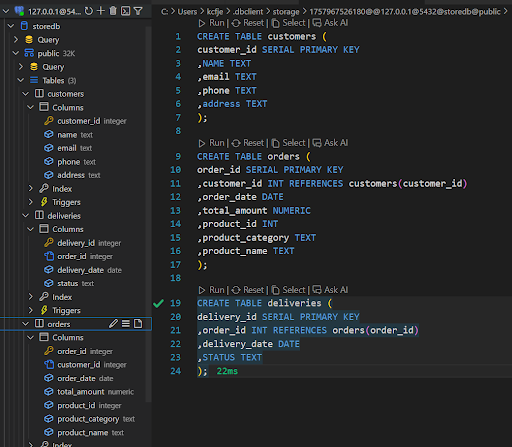 127.0.0.1@54...
storedb
Query
public 32K
Query
Tables (3)
customers
Columns
customer_id integer
name text
email text
phone text
address text
Index
Triggers
deliveries
Columns
delivery_id integer
order_id integer
delivery_date date
status text
Index
Triggers
orders
Columns
order_id integer
customer_id integer
order_date date
total_amount numeric
product_id integer
product_category text
product_name text
Index
C: > Users > kcfje > .dbclient > storage > 1757967526180@@127.0.0.1@5432@storedb@public >
Run | Reset | Select | Ask AI
1 CREATE TABLE customers (
2 customer_id SERIAL PRIMARY KEY
3 ,NAME TEXT
4 ,email TEXT
5 ,phone TEXT
6 ,address TEXT
7 );
8
Run | Reset | Select | Ask AI
9 CREATE TABLE orders (
10 order_id SERIAL PRIMARY KEY
11 ,customer_id INT REFERENCES customers(customer_id)
12 ,order_date DATE
13 ,total_amount NUMERIC
14 ,product_id INT
15 ,product_category TEXT
16 ,product_name TEXT
17 );
18
Run | Reset | Select | Ask AI
19 CREATE TABLE deliveries (
20 delivery_id SERIAL PRIMARY KEY
21 ,order_id INT REFERENCES orders(order_id)
22 ,delivery_date DATE
23 ,STATUS TEXT
24 ); 22ms